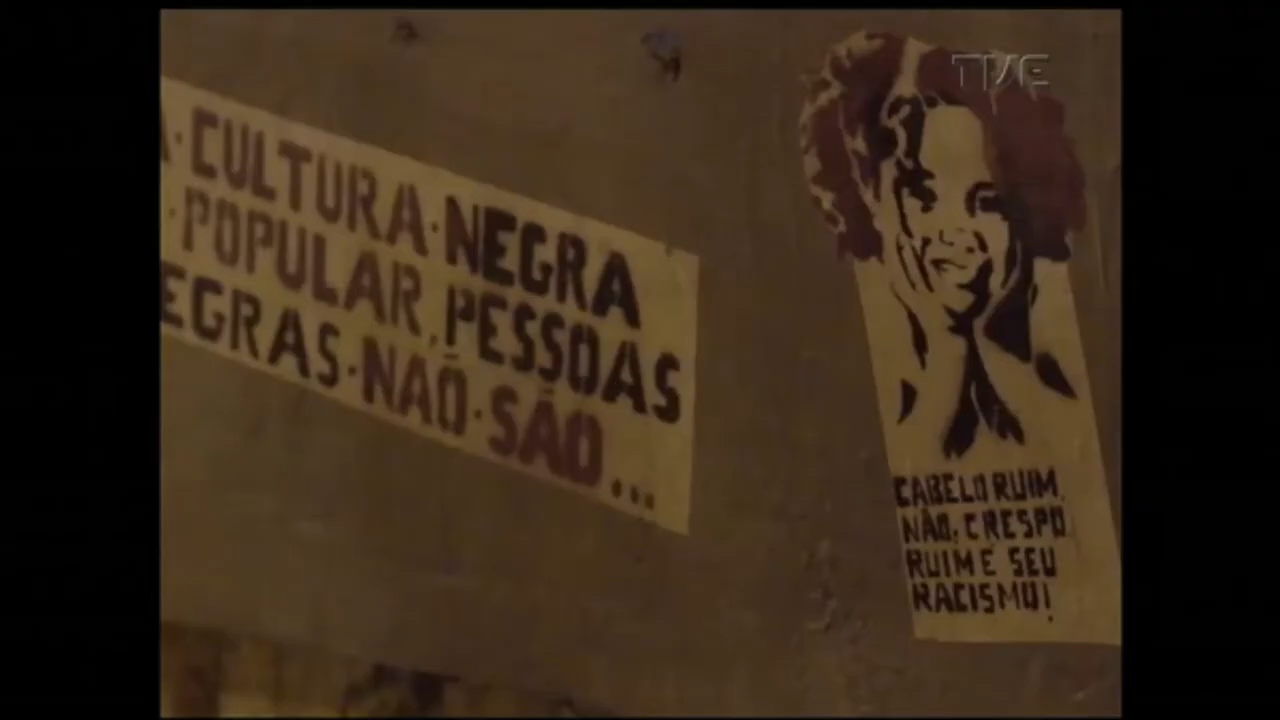 CULTURA·NEGRA
POPULAR, PESSOAS
EGRAS·NÃO·SÃO...
TVE
CABELO RUIM
NÃO, CRESPO
RUIM É SEU
RACISMO!